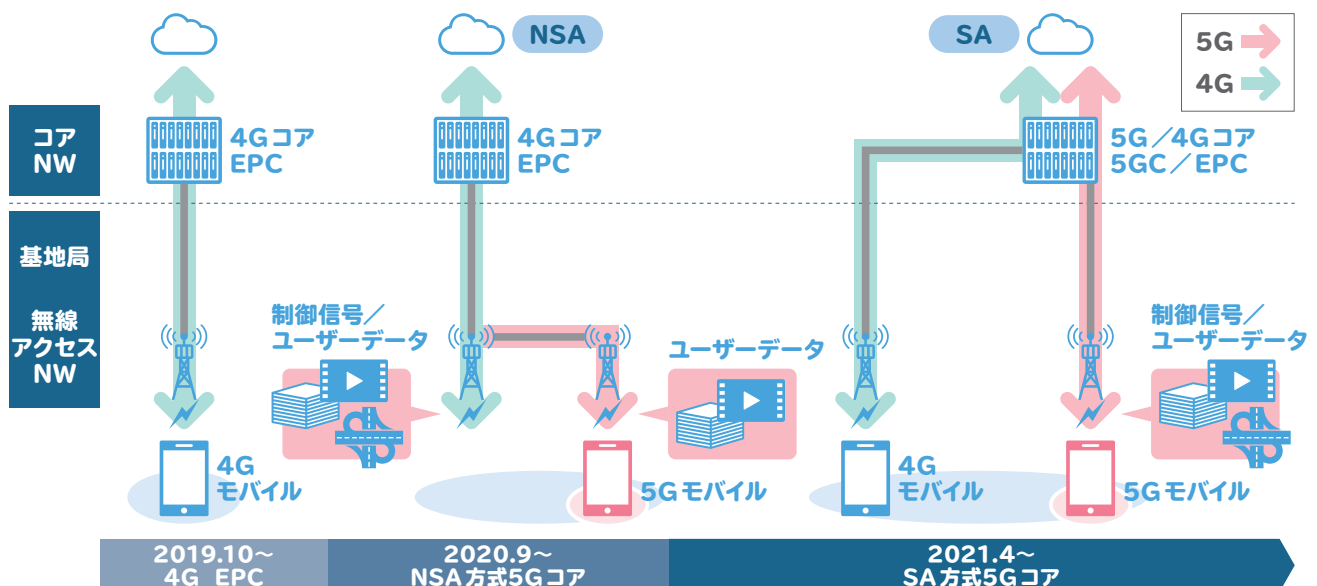 NSA
SA
5G
4G
コア
NW
4Gコア
EPC
4Gコア
EPC
5G/4Gコア
5GC/EPC
基地局
無線
アクセス
NW
制御信号/
ユーザーデータ
ユーザーデータ
制御信号/
ユーザーデータ
4G
モバイル
5Gモバイル
4G
モバイル
5Gモバイル
2019.10~
4G EPC
2020.9~
NSA方式5Gコア
2021.4~
SA方式5Gコア